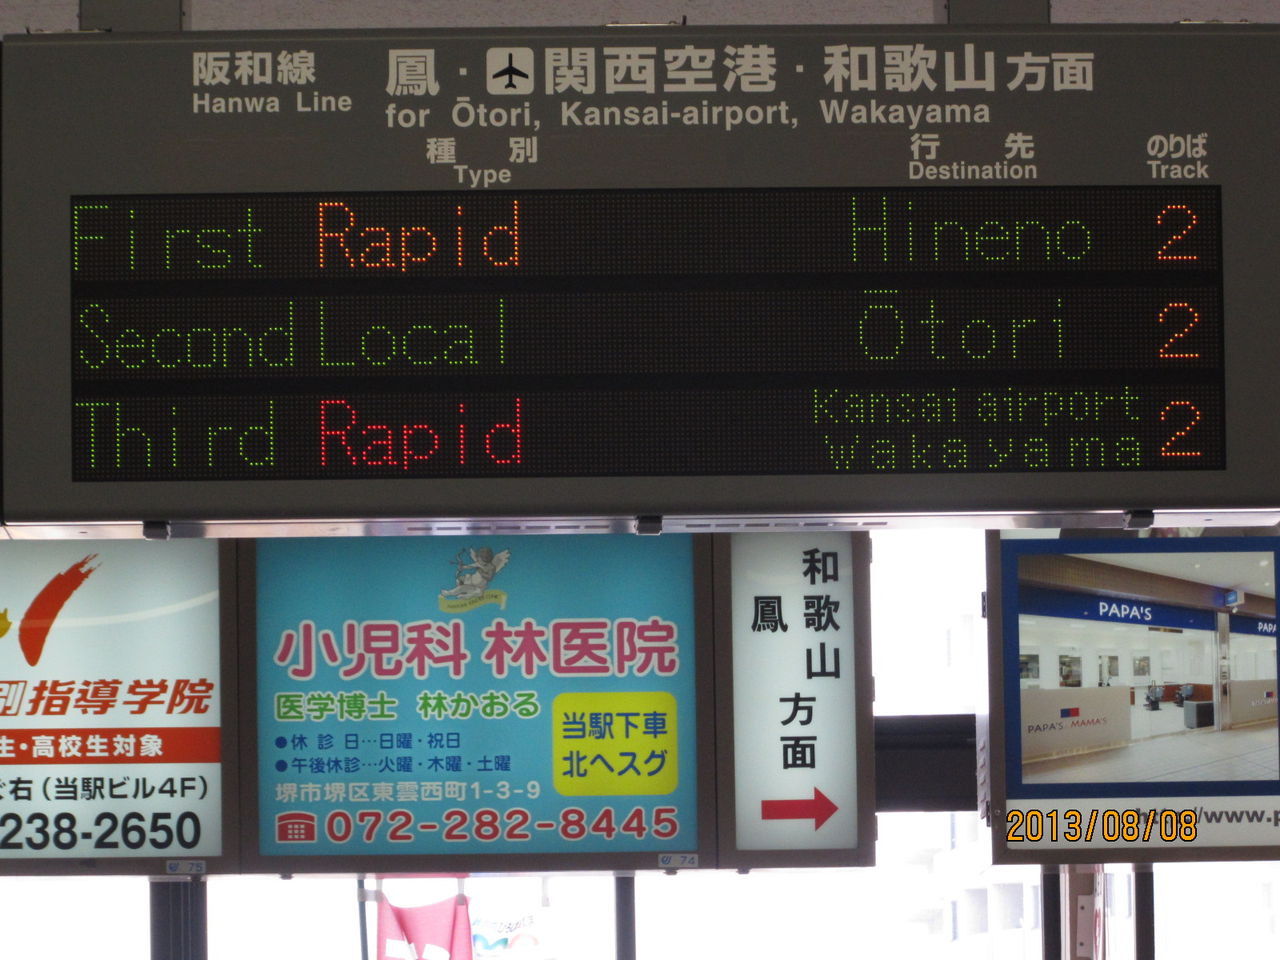 阪和線 鳳・関西空港・和歌山方面
Hanwa Line for Ōtori, Kansai-airport, Wakayama
種別 行先 のりば
Type Destination Track
First Rapid Hineno 2
Second Local Ōtori 2
Third Rapid Kansai airport Wakayama 2
指導学院
生・高校生対象
右(当駅ビル4F)
238-2650
75
小児科 林医院
医学博士 林かおる
●休診日…日曜・祝日
●午後休診…火曜・木曜・土曜
当駅下車
北へスグ
堺市堺区東雲西町1-3-9
072-282-8445
74
和歌山
鳳
方面
PAPA'S
PAPA
PAPA'S MAMA'S
www.p
2013/08/08